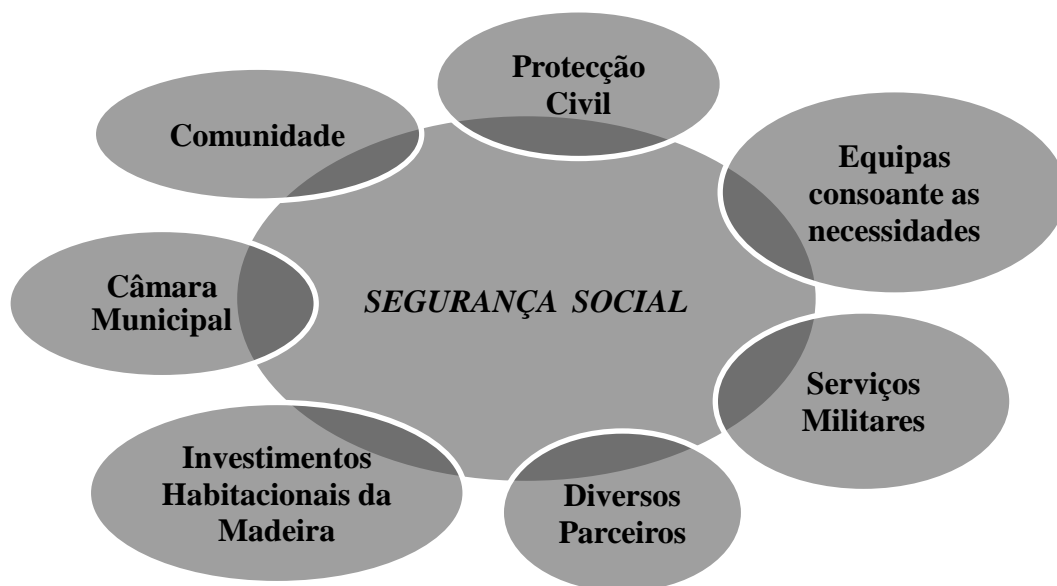 Protecção
Civil
Comunidade
Equipas
consoante as
necessidades
Câmara
Municipal
SEGURANÇA SOCIAL
Serviços
Militares
Investimentos
Habitacionais da
Madeira
Diversos
Parceiros